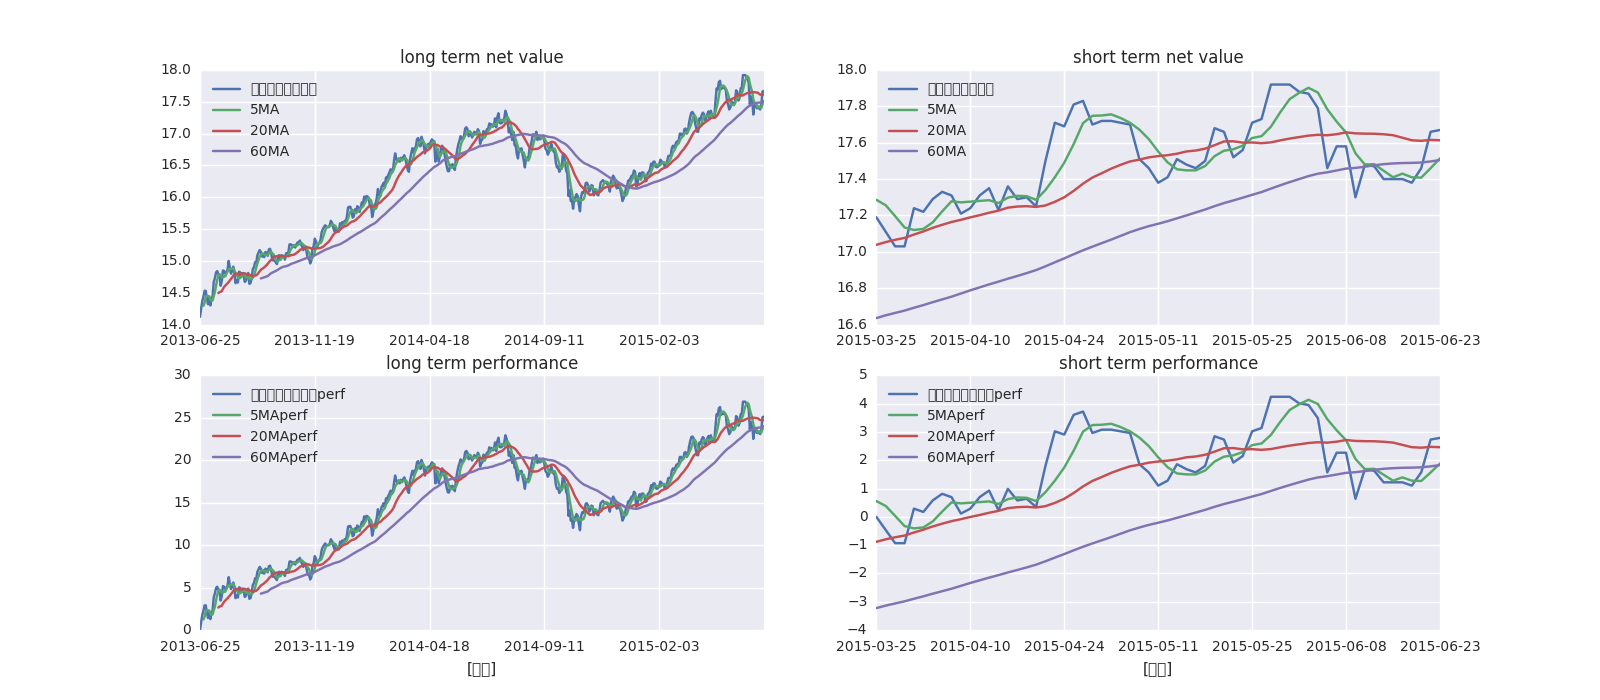 long term net value
18.0
17.5
17.0
16.5
16.0
15.5
15.0
14.5
14.0
5MA
20MA
60MA
2013-06-25 2013-11-19 2014-04-18 2014-09-11 2015-02-03
short term net value
18.0
17.8
17.6
17.4
17.2
17.0
16.8
16.6
5MA
20MA
60MA
2015-03-25 2015-04-10 2015-04-24 2015-05-11 2015-05-25 2015-06-08 2015-06-23
long term performance
30
25
20
15
10
5
0
perf
5MAperf
20MAperf
60MAperf
2013-06-25 2013-11-19 2014-04-18 2014-09-11 2015-02-03
short term performance
5
4
3
2
1
0
−1
−2
−3
−4
perf
5MAperf
20MAperf
60MAperf
2015-03-25 2015-04-10 2015-04-24 2015-05-11 2015-05-25 2015-06-08 2015-06-23